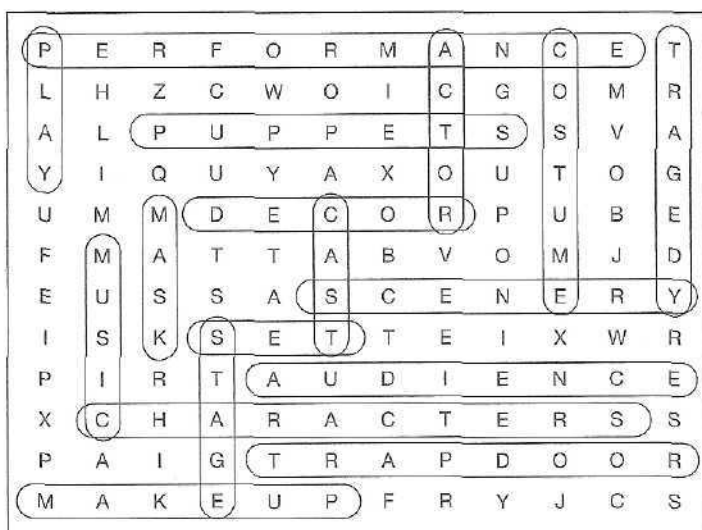 P E R F O R M A N C E T
L H Z C W O I C G O M R
A L P U P P E T S S V A
Y I Q U Y A X O U T O G
U M M D E C O R P U B E
F M A T T A B V O M J D
E U S S A S C E N E R Y
I S K S E T T E I X W R
P I R T A U D I E N C E
X C H A R A C T E R S S
P A I G T R A P D O O R
M A K E U P F R Y J C S